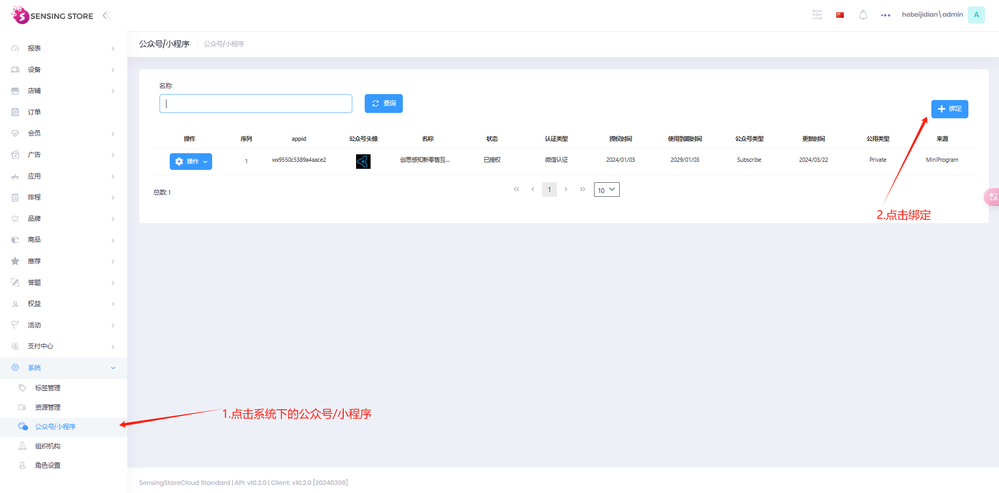 SENSING STORE
hebeijidian\admin
A
报表
设备
店铺
订单
会员
广告
应用
排程
品牌
商品
推荐
答题
权益
活动
支付中心
系统
标签管理
资源管理
公众号/小程序
组织机构
角色设置
公众号/小程序 公众号/小程序
名称
查询
绑定
操作 序列 appid 公众号头像 名称 状态 认证类型 授权时间 使用到期时间 公众号类型 更新时间 公用类型 来源
操作 1 wx9550c5389a4aace2 创思感知新零售互... 已授权 微信认证 2024/01/03 2029/01/03 Subscribe 2024/03/22 Private MiniProgram
总数:1
1
10
2.点击绑定
1.点击系统下的公众号/小程序
SensingStoreCloud Standard | API: v10.2.0 | Client: v10.2.0 [20240306]